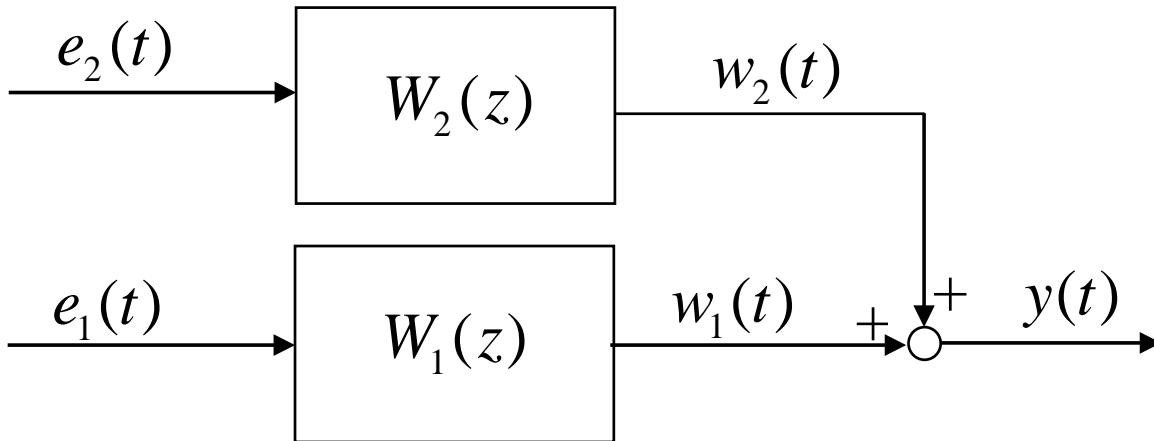 e₂(t)
W₂(z)
w₂(t)
e₁(t)
W₁(z)
w₁(t)
+
+
y(t)